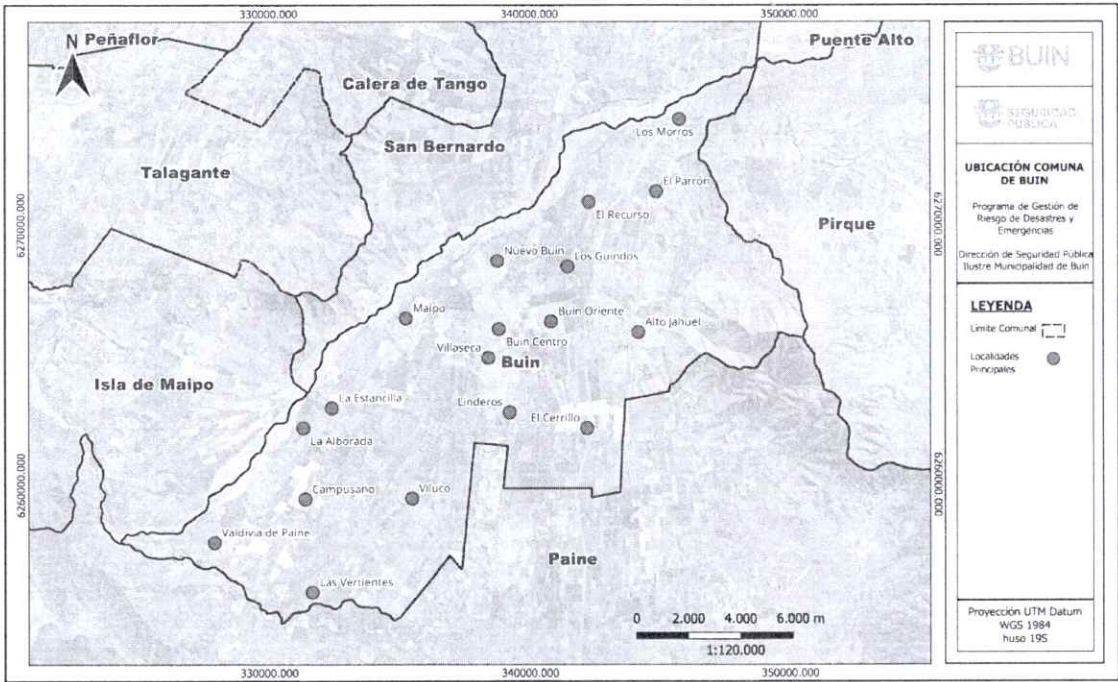 330000.000 340000.000 350000.000
N
Peñaflor
Puente Alto
Calera de Tango
Los Morros
San Bernardo
Talagante
El Parrón
El Recurso
Pirque
6270000.000
6270000.000
Nuevo Buin
Los Guindos
Maipo
Buin Oriente
Alto Jahuel
Buin Centro
Villaseca
Buin
Isla de Maipo
La Estancilla
Linderos
El Cerrillo
La Alborada
6260000.000
6260000.000
Campusano
Viluco
Valdivia de Paine
Paine
Las Vertientes
0 2.000 4.000 6.000 m
1:120.000
330000.000 340000.000 350000.000
BUIN
SEGURIDAD
PÚBLICA
UBICACIÓN COMUNA
DE BUIN
Programa de Gestión de
Riesgo de Desastres y
Emergencias
Dirección de Seguridad Pública
Ilustre Municipalidad de Buin
LEYENDA
Limite Comunal
Localidades
Principales
Proyección UTM Datum
WGS 1984
huso 19S